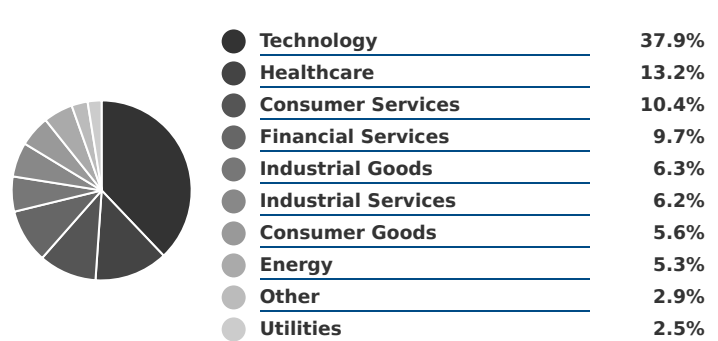 Technology 37.9%
Healthcare 13.2%
Consumer Services 10.4%
Financial Services 9.7%
Industrial Goods 6.3%
Industrial Services 6.2%
Consumer Goods 5.6%
Energy 5.3%
Other 2.9%
Utilities 2.5%